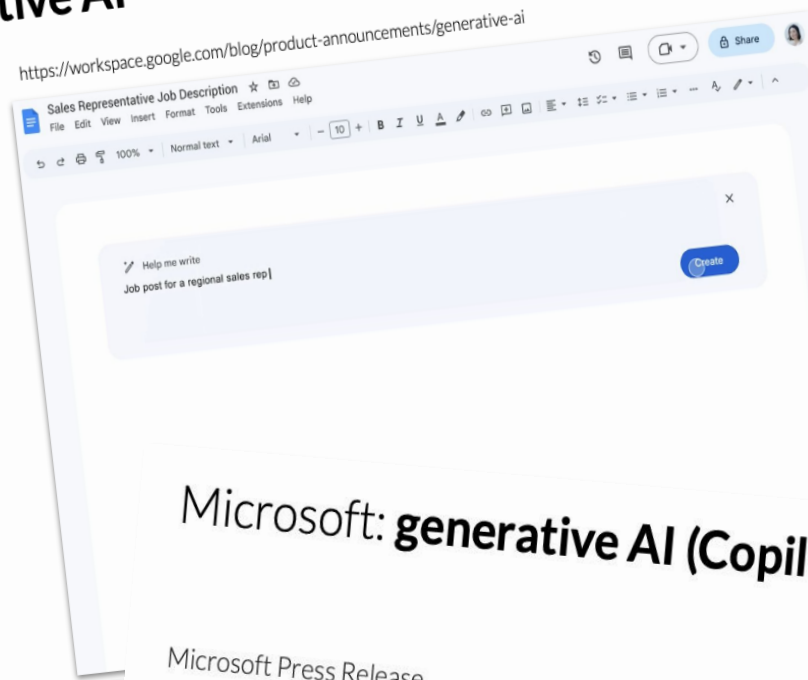 tive AI
https://workspace.google.com/blog/product-announcements/generative-ai
Sales Representative Job Description
File Edit View Insert Format Tools Extensions Help
Share
100% Normal text Arial − 10 + B I U A
Help me write
Job post for a regional sales rep
Create
Microsoft: generative AI (Copil
Microsoft Press Release